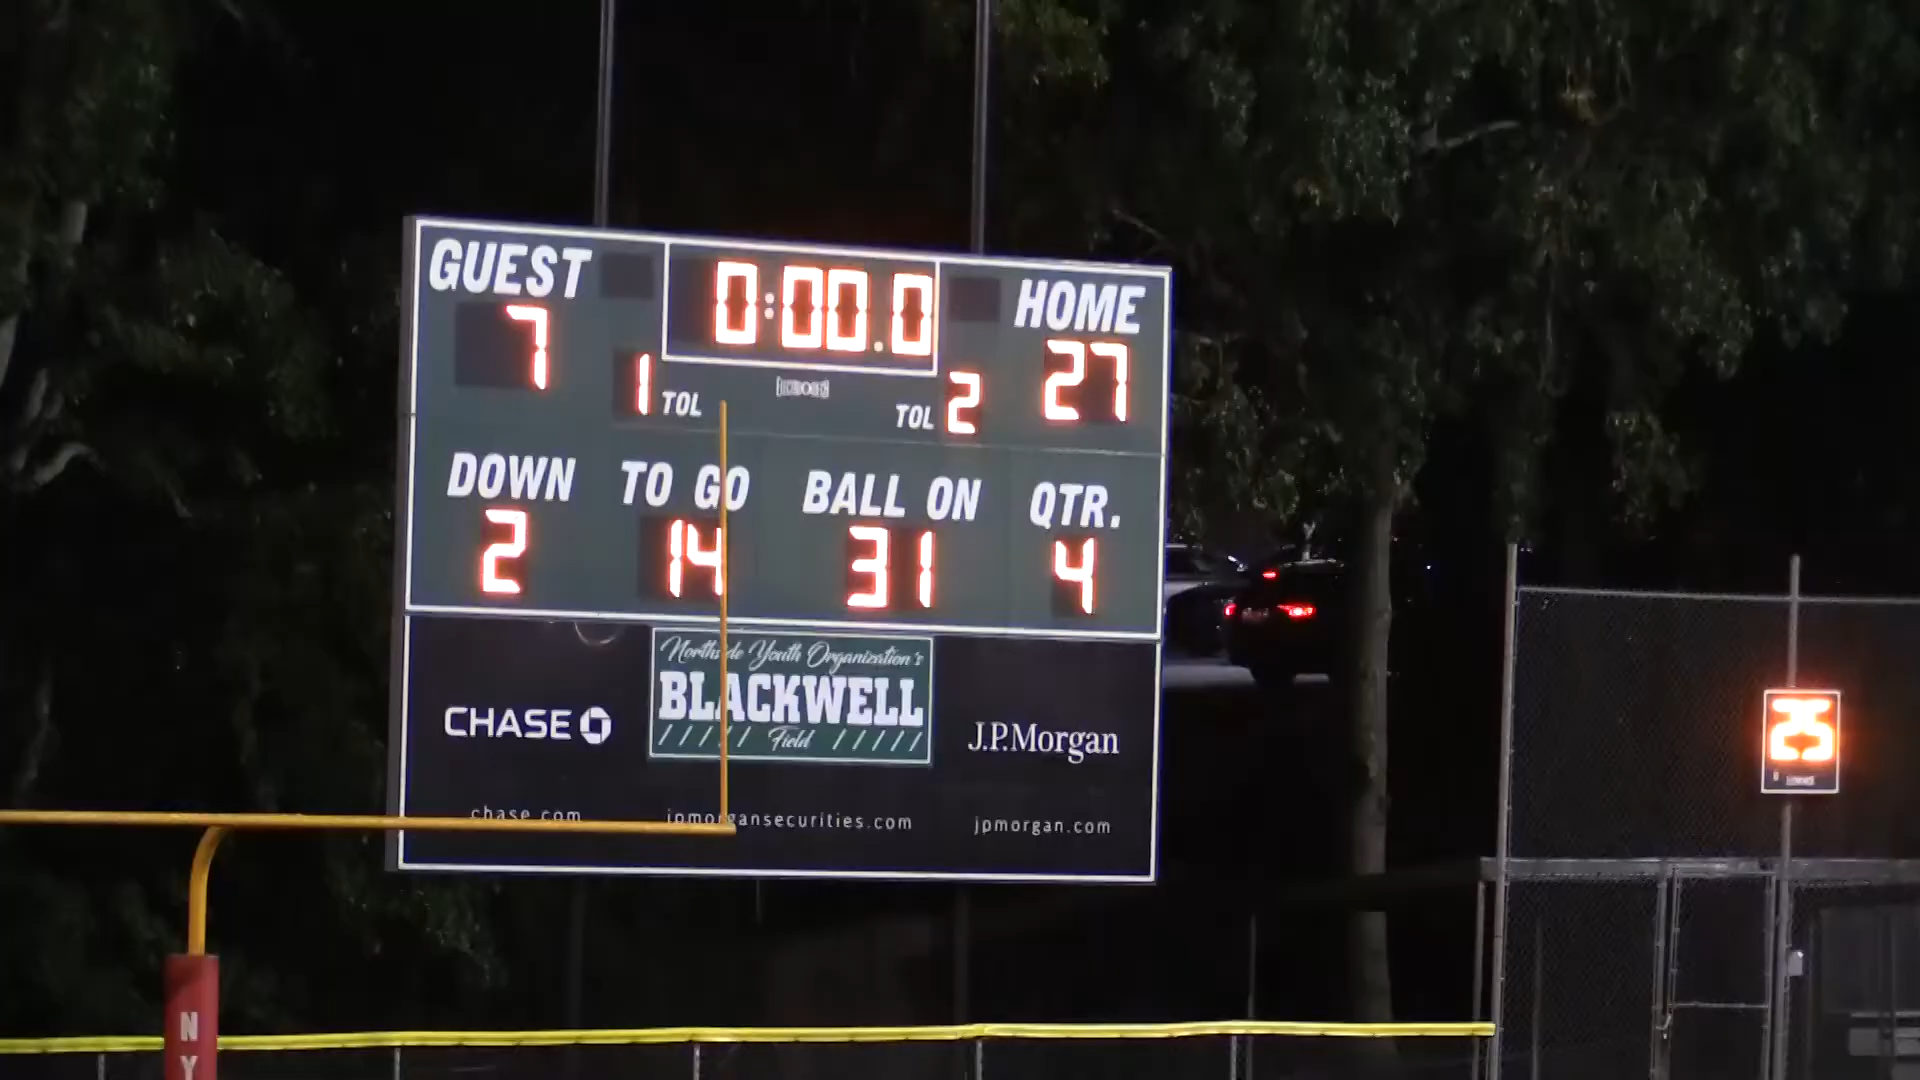 GUEST 0:00.0 HOME
7 27
1 TOL TOL 2
DOWN TO GO BALL ON QTR.
2 14 31 4
Northside Youth Organization's
BLACKWELL
Field
CHASE
J.P.Morgan
25
chase.com jpmorgansecurities.com jpmorgan.com
N
Y